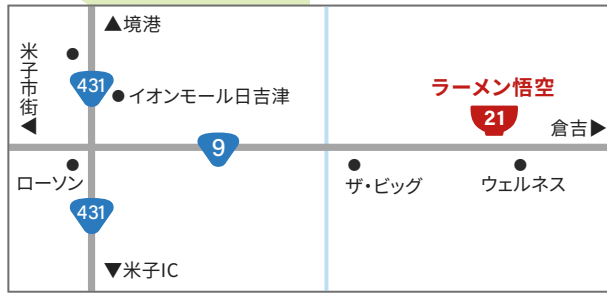 ▲境港
米子市街◀
431
イオンモール日吉津
ラーメン悟空
21
倉吉▶
9
ローソン
ザ・ビッグ
ウェルネス
431
▼米子IC